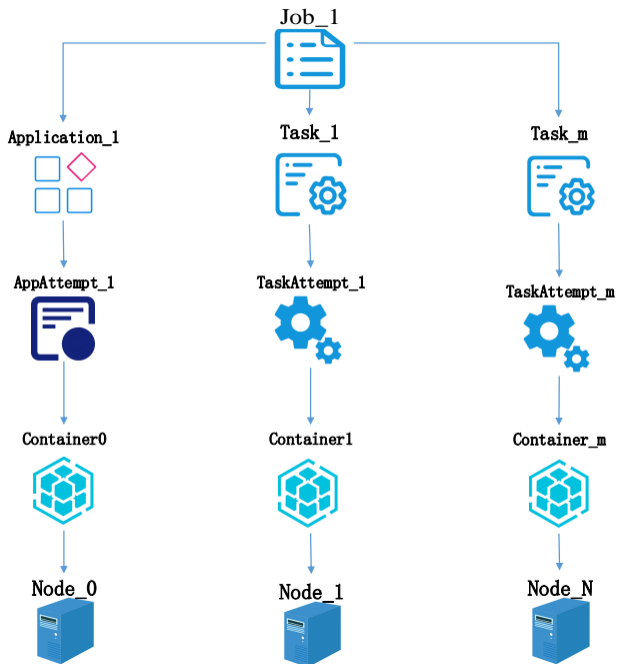 Job_1
Application_1
Task_1
Task_m
AppAttempt_1
TaskAttempt_1
TaskAttempt_m
Container0
Container1
Container_m
Node_0
Node_1
Node_N